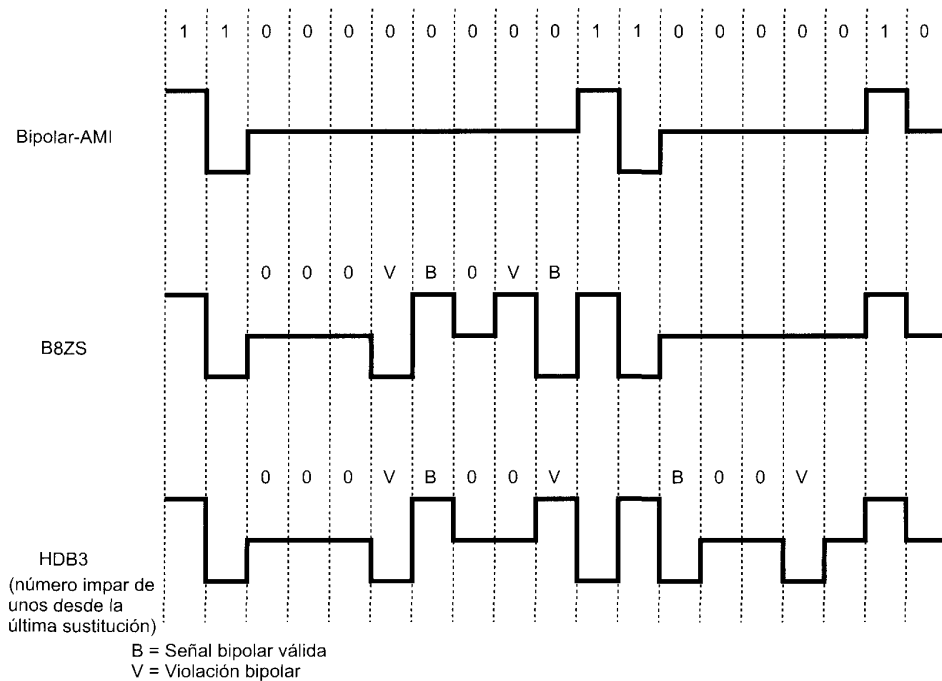 1 1 0 0 0 0 0 0 0 0 1 1 0 0 0 0 0 1 0
Bipolar-AMI
0 0 0 V B 0 V B
B8ZS
0 0 0 V B 0 0 V B 0 0 V
HDB3
(número impar de
unos desde la
última sustitución)
B = Señal bipolar válida
V = Violación bipolar